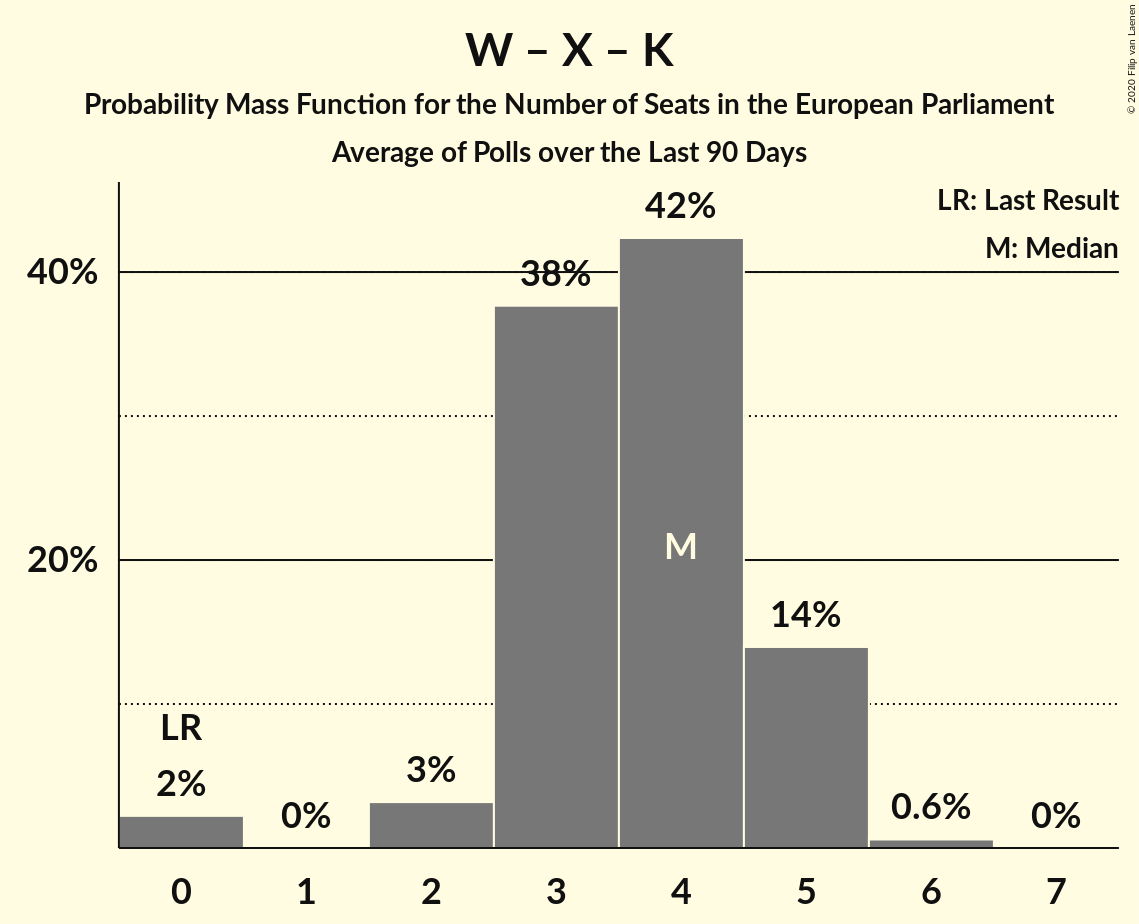 W – X – K
Probability Mass Function for the Number of Seats in the European Parliament
Average of Polls over the Last 90 Days
© 2020 Filip van Laenen
LR: Last Result
M: Median
40%
20%
LR
2%
0%
3%
38%
42%
M
14%
0.6%
0%
0 1 2 3 4 5 6 7